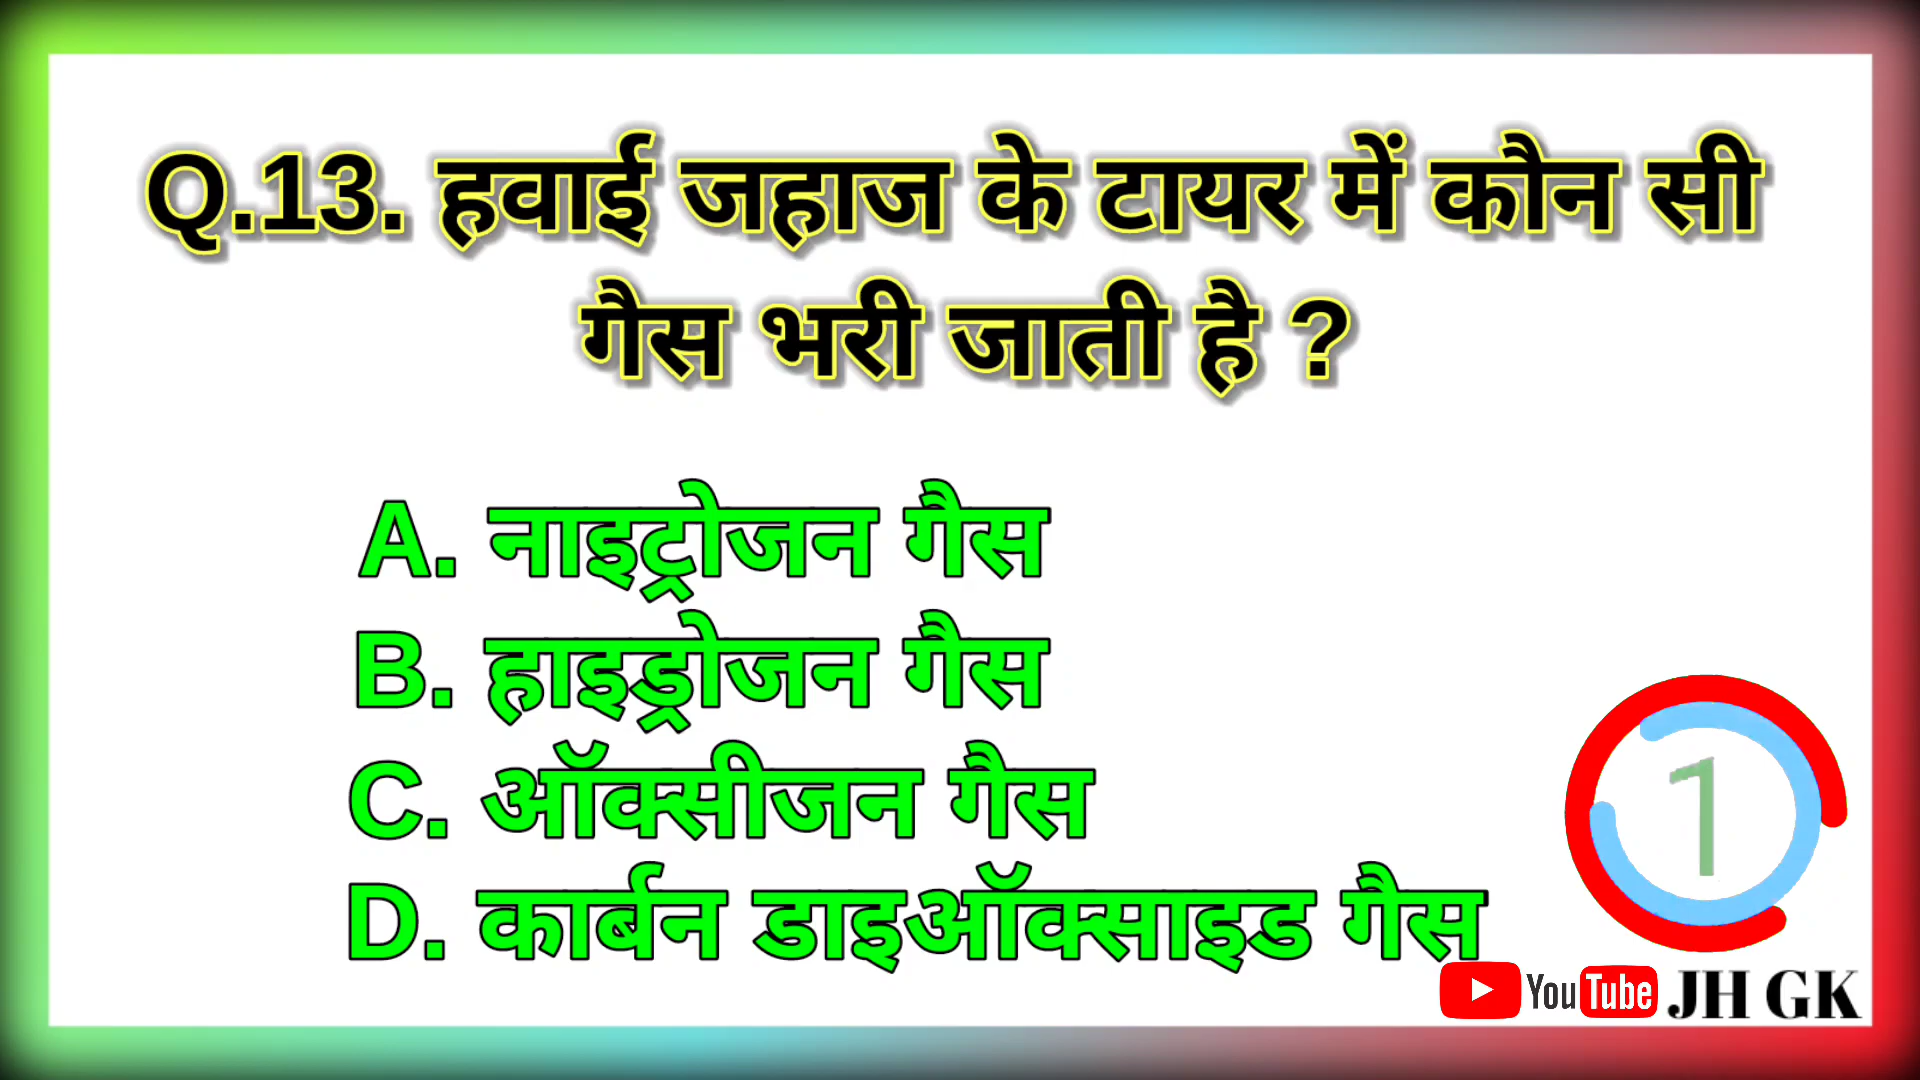 Q.13. हवाई जहाज के टायर में कौन सी
गैस भरी जाती है ?
A. नाइट्रोजन गैस
B. हाइड्रोजन गैस
C. ऑक्सीजन गैस
D. कार्बन डाइऑक्साइड गैस
1
YouTube JH GK